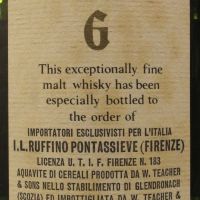 6
This exceptionally fine
malt whisky has been
especially bottled to
the order of
IMPORTATORI ESCLUSIVISTI PER L'ITALIA
I.L.RUFFINO PONTASSIEVE (FIRENZE)
LICENZA U. T. I. F. FIRENZE N. 183
AQUAVITE DI CEREALI PRODOTTA DA W. TEACHER
& SONS NELLO STABILIMENTO DI GLENDRONACH
(SCOZIA) ED IMBOTTIGLIATA DA W. TEACHER